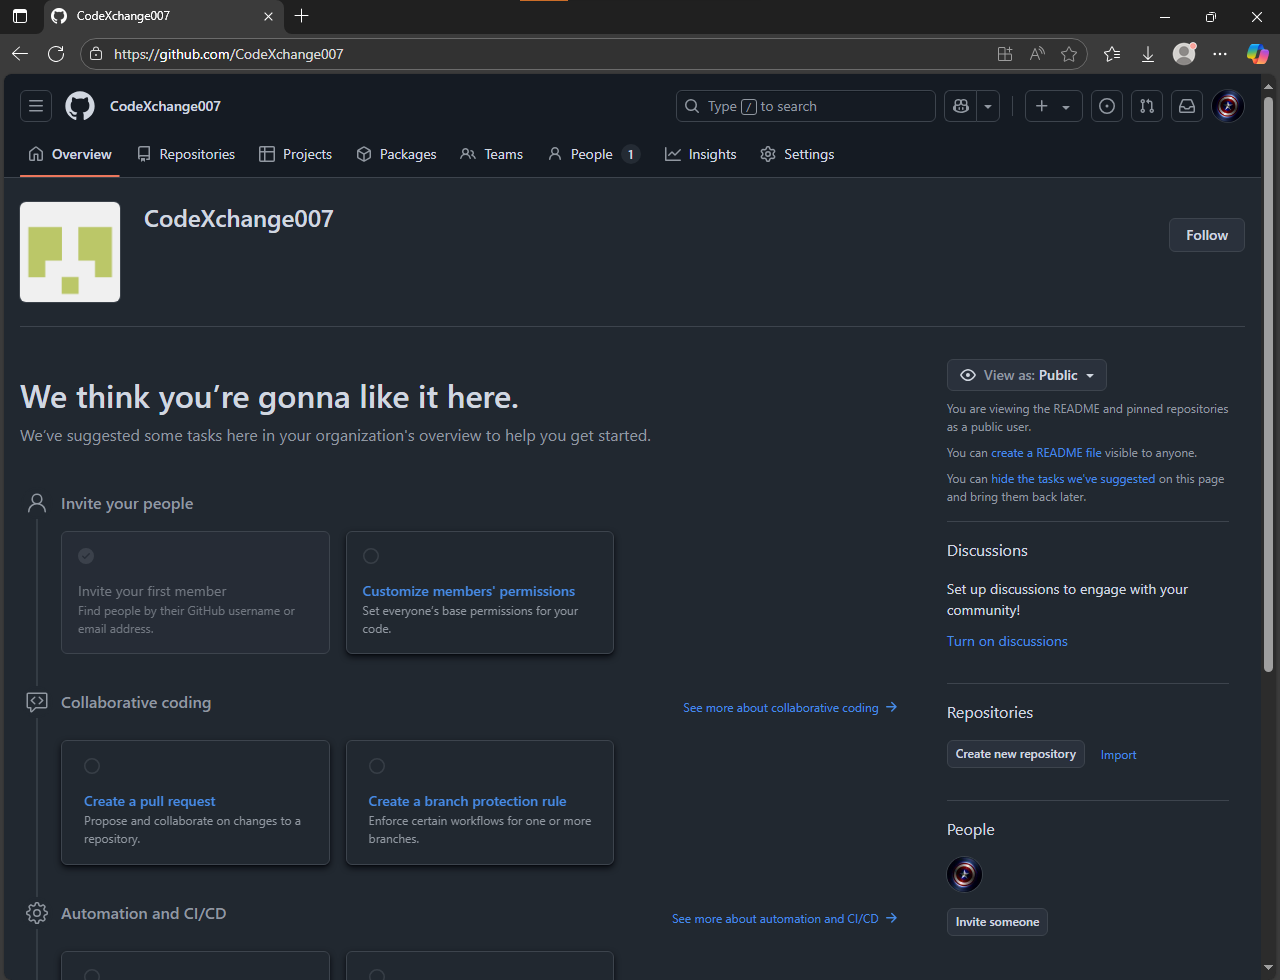 CodeXchange007
https://github.com/CodeXchange007
CodeXchange007
Type / to search
Overview
Repositories
Projects
Packages
Teams
People 1
Insights
Settings
CodeXchange007
Follow
We think you’re gonna like it here.
We’ve suggested some tasks here in your organization’s overview to help you get started.
Invite your people
Invite your first member
Find people by their GitHub username or
email address.
Customize members’ permissions
Set everyone’s base permissions for your
code.
Collaborative coding
See more about collaborative coding →
Create a pull request
Propose and collaborate on changes to a
repository.
Create a branch protection rule
Enforce certain workflows for one or more
branches.
Automation and CI/CD
See more about automation and CI/CD →
View as: Public
You are viewing the README and pinned repositories
as a public user.
You can create a README file visible to anyone.
You can hide the tasks we’ve suggested on this page
and bring them back later.
Discussions
Set up discussions to engage with your
community!
Turn on discussions
Repositories
Create new repository
Import
People
Invite someone